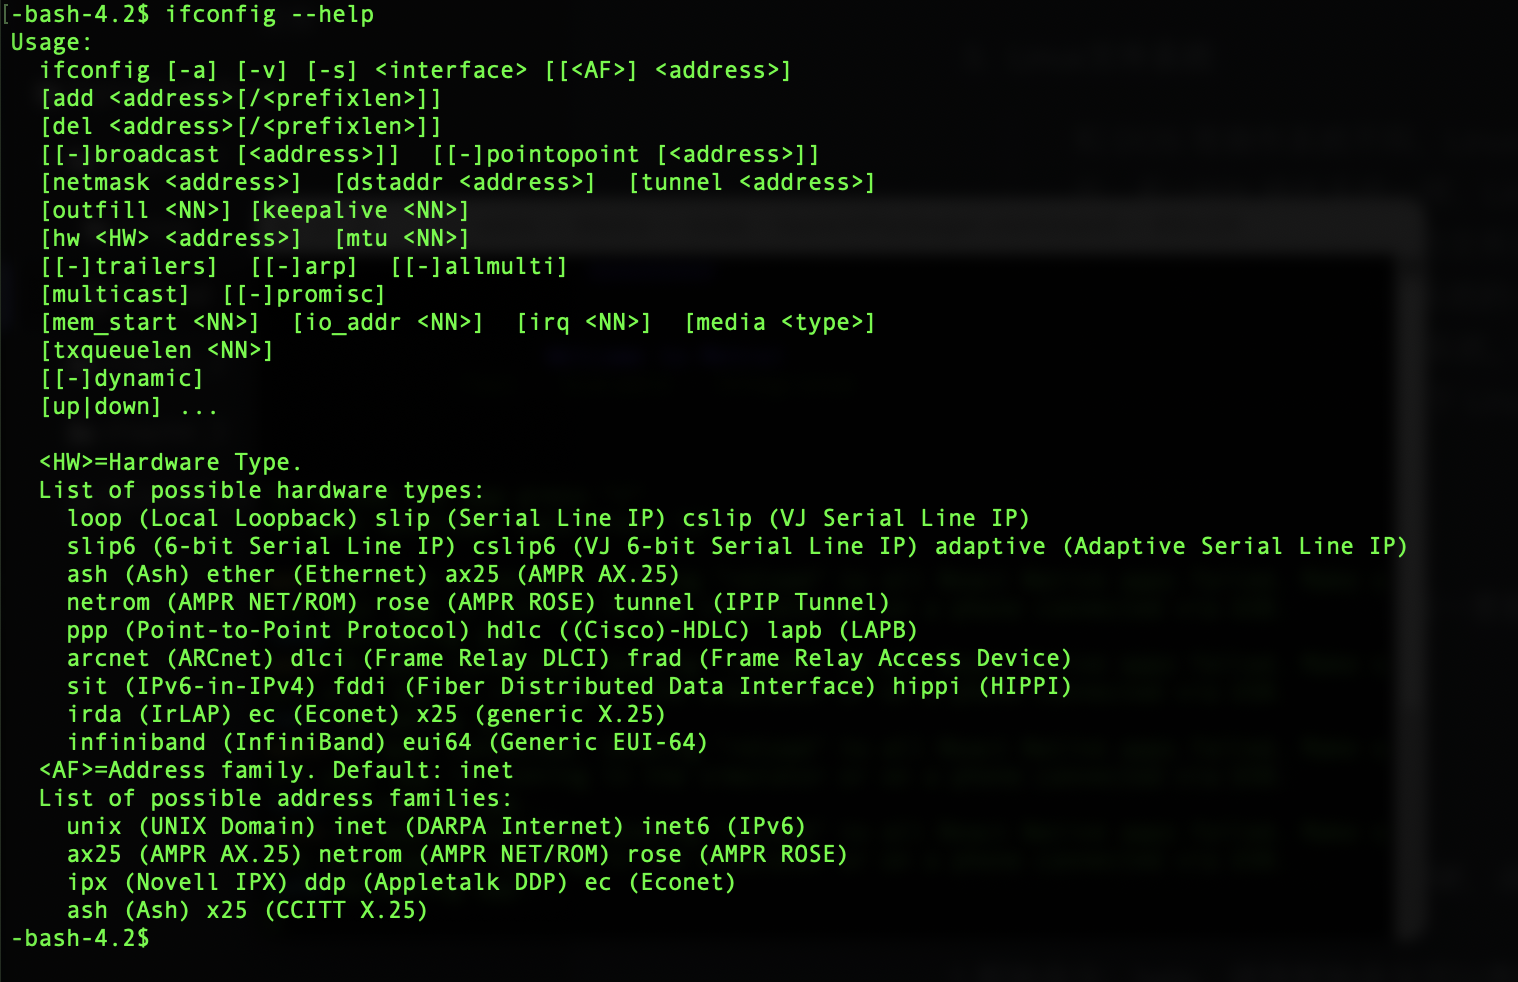 [-bash-4.2$ ifconfig --help
Usage:
  ifconfig [-a] [-v] [-s] <interface> [[<AF>] <address>]
  [add <address>[/<prefixlen>]]
  [del <address>[/<prefixlen>]]
  [[-]broadcast [<address>]]  [[-]pointopoint [<address>]]
  [netmask <address>]  [dstaddr <address>]  [tunnel <address>]
  [outfill <NN>] [keepalive <NN>]
  [hw <HW> <address>]  [mtu <NN>]
  [[-]trailers]  [[-]arp]  [[-]allmulti]
  [multicast]  [[-]promisc]
  [mem_start <NN>]  [io_addr <NN>]  [irq <NN>]  [media <type>]
  [txqueuelen <NN>]
  [[-]dynamic]
  [up|down] ...

  <HW>=Hardware Type.
  List of possible hardware types:
    loop (Local Loopback) slip (Serial Line IP) cslip (VJ Serial Line IP)
    slip6 (6-bit Serial Line IP) cslip6 (VJ 6-bit Serial Line IP) adaptive (Adaptive Serial Line IP)
    ash (Ash) ether (Ethernet) ax25 (AMPR AX.25)
    netrom (AMPR NET/ROM) rose (AMPR ROSE) tunnel (IPIP Tunnel)
    ppp (Point-to-Point Protocol) hdlc ((Cisco)-HDLC) lapb (LAPB)
    arcnet (ARCnet) dlci (Frame Relay DLCI) frad (Frame Relay Access Device)
    sit (IPv6-in-IPv4) fddi (Fiber Distributed Data Interface) hippi (HIPPI)
    irda (IrLAP) ec (Econet) x25 (generic X.25)
    infiniband (InfiniBand) eui64 (Generic EUI-64)
  <AF>=Address family. Default: inet
  List of possible address families:
    unix (UNIX Domain) inet (DARPA Internet) inet6 (IPv6)
    ax25 (AMPR AX.25) netrom (AMPR NET/ROM) rose (AMPR ROSE)
    ipx (Novell IPX) ddp (Appletalk DDP) ec (Econet)
    ash (Ash) x25 (CCITT X.25)
-bash-4.2$